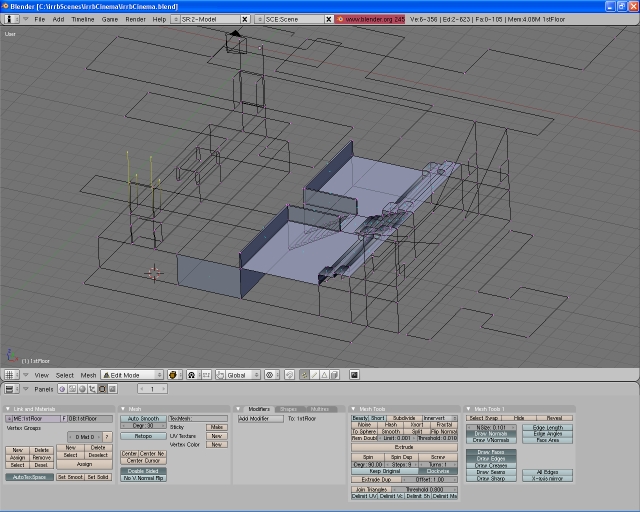 Blender [C:\irrbScenes\irrbCinema\irrbCinema.blend]
File Add Timeline Game Render Help SR:2-Model SCE:Scene www.blender.org 245 Ve:6-356 | Ed:2-623 | Fa:0-105 | Mem:4.08M 1stFloor
User
(1) 1stFloor
View Select Mesh Edit Mode Global
Panels 1
Link and Materials
ME:1stFloor F OB:1stFloor
Vertex Groups
0 Mat 0 ?
New Delete New Delete
Assign Remove Select Deselect
Select Desel. Assign
AutoTexSpace Set Smoot Set Solid
Mesh
Auto Smooth
Degr: 30
Retopo
Center Center Ne
Center Cursor
Double Sided
No V.Normal Flip
TexMesh:
Sticky Make
UV Texture New
Vertex Color New
Modifiers Shapes Multires
Add Modifier To: 1stFloor
Mesh Tools
Beauty Short Subdivide Innervert
Noise Hash Xsort Fractal
To Sphere Smooth Split Flip Normal
Rem Doubl Limit: 0.001 Threshold: 0.010
Extrude
Spin Spin Dup Screw
Degr: 90.00 Steps: 9 Turns: 1
Keep Original Clockwise
Extrude Dup Offset: 1.00
Join Triangles Threshold 0.800
Delimit UV Delimit Vc Delimit Sh Delimit Ma
Mesh Tools 1
Select Swap Hide Reveal
NSize: 0.101
Draw Normals
Draw VNormals
Edge Length
Edge Angles
Face Area
Draw Faces
Draw Edges
Draw Creases
Draw Seams
Draw Sharp
All Edges
X-axis mirror